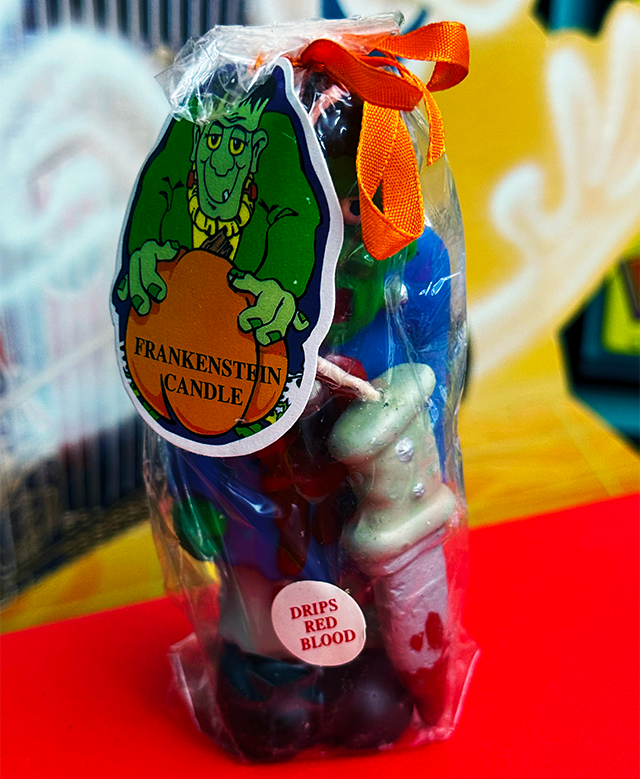 FRANKENSTEIN
CANDLE
DRIPS
RED
BLOOD